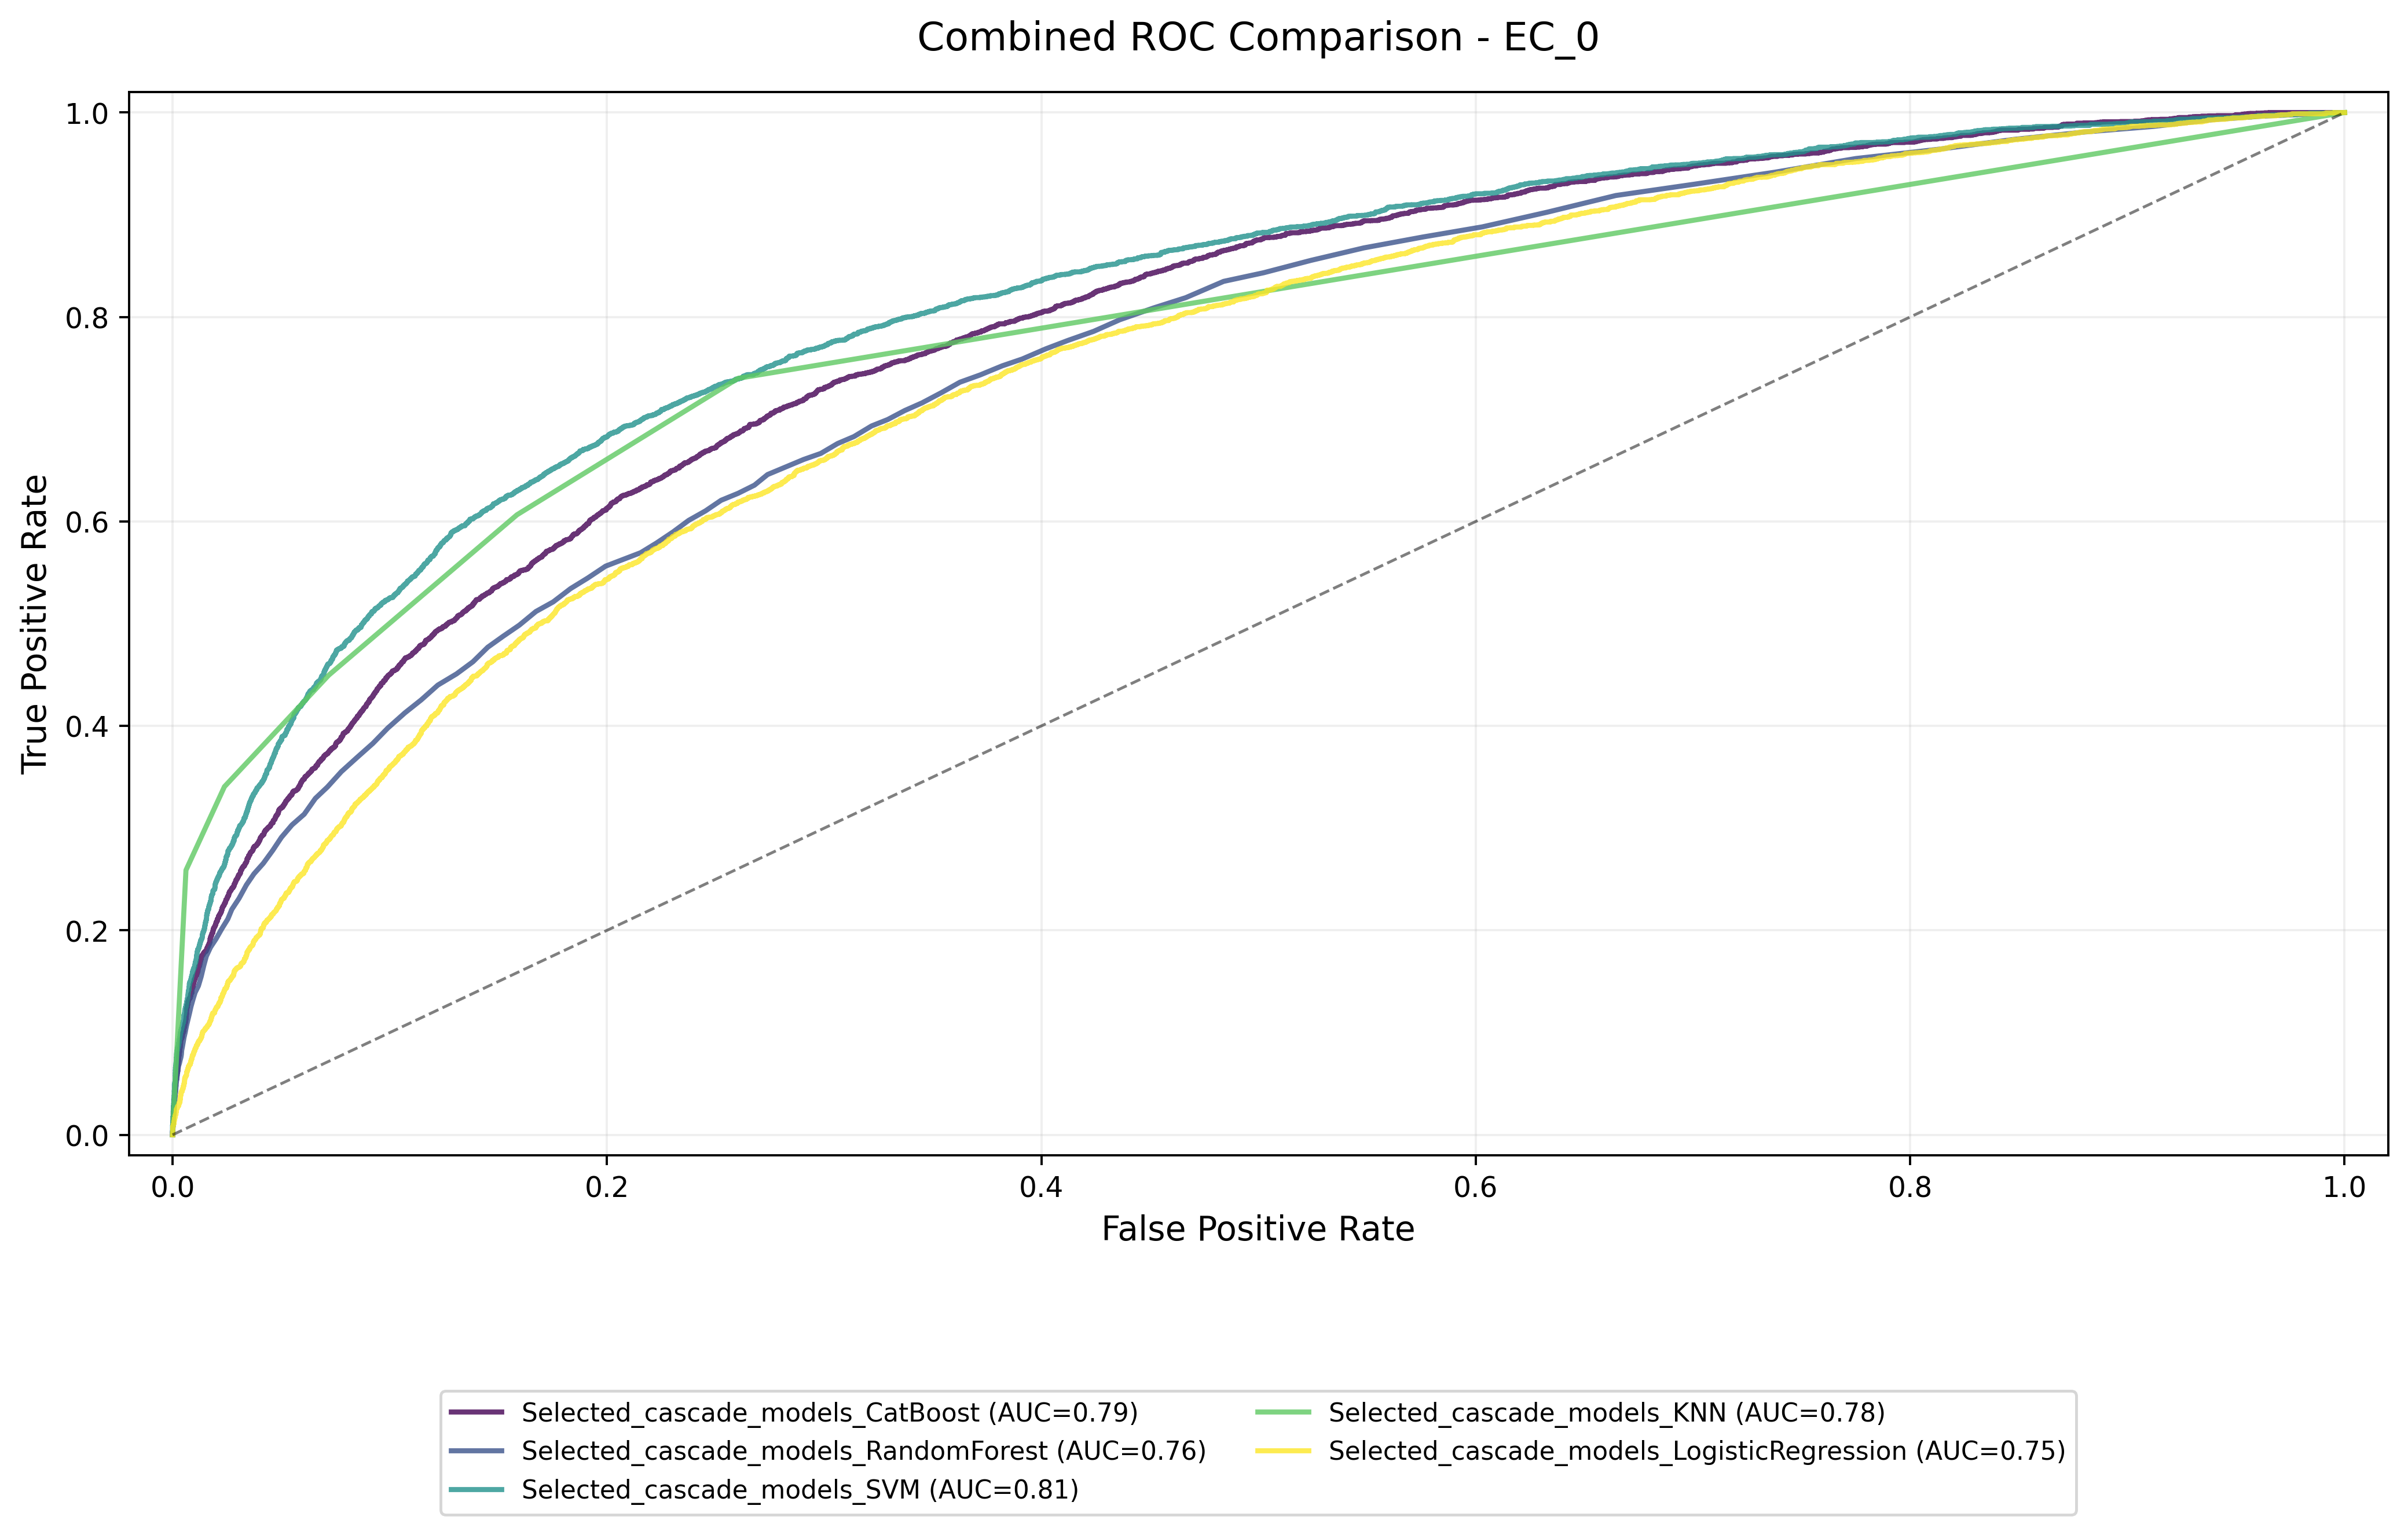 Combined ROC Comparison - EC_0
1.0
0.8
0.6
0.4
0.2
0.0
True Positive Rate
0.0 0.2 0.4 0.6 0.8 1.0
False Positive Rate
Selected_cascade_models_CatBoost (AUC=0.79)
Selected_cascade_models_RandomForest (AUC=0.76)
Selected_cascade_models_SVM (AUC=0.81)
Selected_cascade_models_KNN (AUC=0.78)
Selected_cascade_models_LogisticRegression (AUC=0.75)